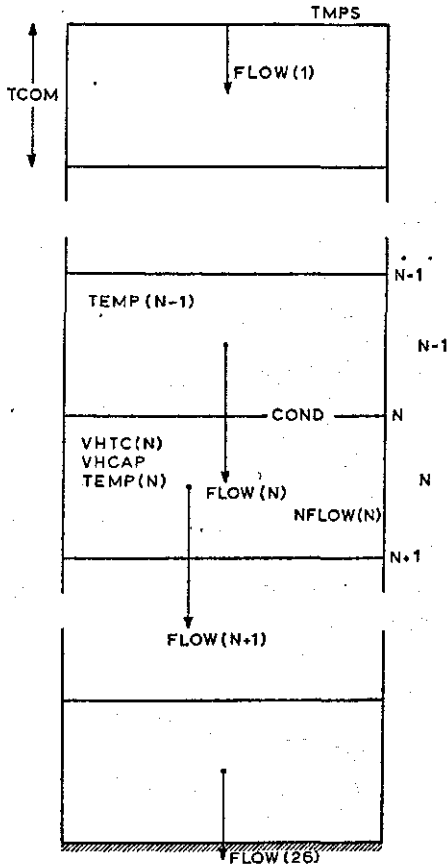 TMPS
FLOW(1)
TCOM
N-1
TEMP(N-1)
N-1
COND
N
VHTC(N)
VHCAP
TEMP(N)
N
FLOW(N)
NFLOW(N)
N+1
FLOW(N+1)
FLOW(26)